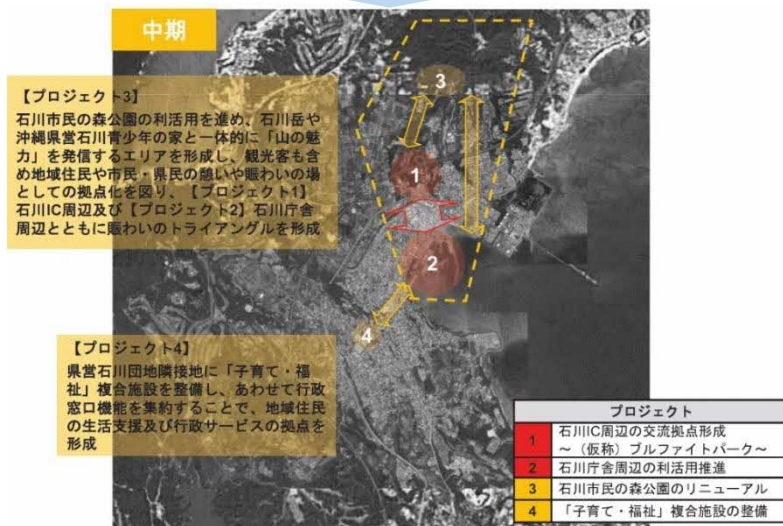 中期
【プロジェクト3】
石川市民の森公園の利活用を進め、石川岳や
沖縄県営石川青少年の家と一体的に「山の魅
力」を発信するエリアを形成し、観光客も含
め地域住民や市民・県民の憩いや賑わいの場
としての拠点化を図り、【プロジェクト1】
石川IC周辺及び【プロジェクト2】石川庁舎
周辺とともに賑わいのトライアングルを形成
3
1
2
4
【プロジェクト4】
県営石川団地隣接地に「子育て・福
祉」複合施設を整備し、あわせて行政
窓口機能を集約することで、地域住民
の生活支援及び行政サービスの拠点を
形成
プロジェクト
1 石川IC周辺の交流拠点形成
～（仮称）ブルファイトパーク～
2 石川庁舎周辺の利活用推進
3 石川市民の森公園のリニューアル
4 「子育て・福祉」複合施設の整備